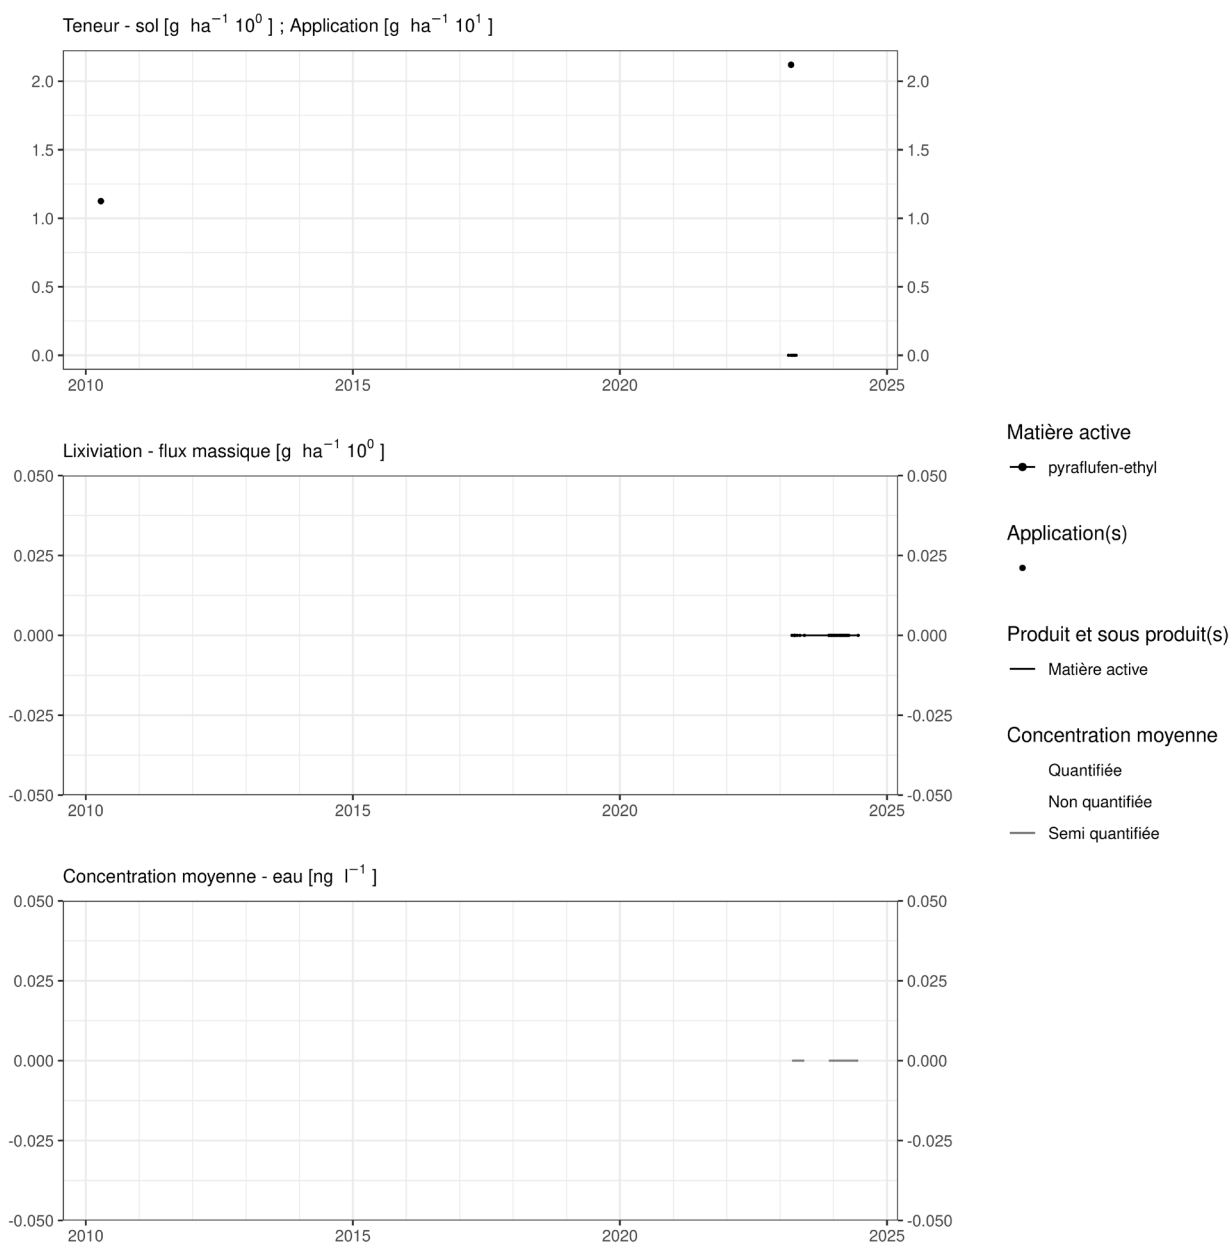 Teneur - sol [g ha⁻¹ 10⁰ ] ; Application [g ha⁻¹ 10¹ ]
2.0 2.0
1.5 1.5
1.0 1.0
0.5 0.5
0.0 0.0
2010 2015 2020 2025
Lixiviation - flux massique [g ha⁻¹ 10⁰ ]
0.050 0.050
0.025 0.025
0.000 0.000
-0.025 -0.025
-0.050 -0.050
2010 2015 2020 2025
Concentration moyenne - eau [ng l⁻¹ ]
0.050 0.050
0.025 0.025
0.000 0.000
-0.025 -0.025
-0.050 -0.050
2010 2015 2020 2025
Matière active
pyraflufen-ethyl
Application(s)
Produit et sous produit(s)
Matière active
Concentration moyenne
Quantifiée
Non quantifiée
Semi quantifiée